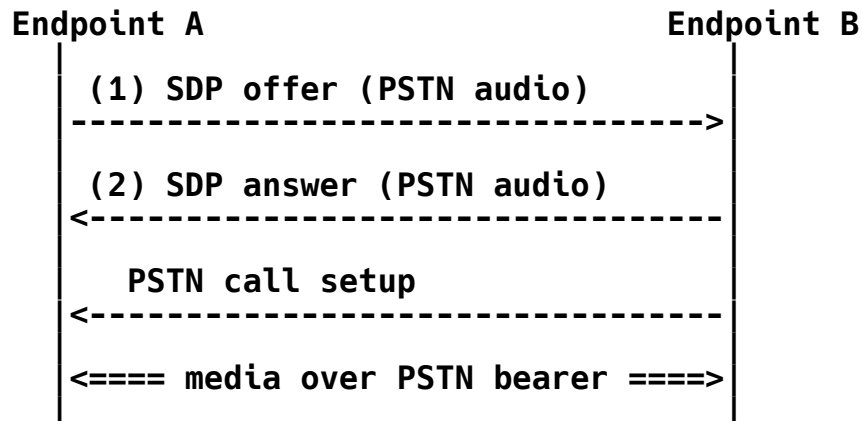 Endpoint A                        Endpoint B
(1) SDP offer (PSTN audio)
--------------------------------->
(2) SDP answer (PSTN audio)
<---------------------------------
PSTN call setup
<---------------------------------
<==== media over PSTN bearer ====>